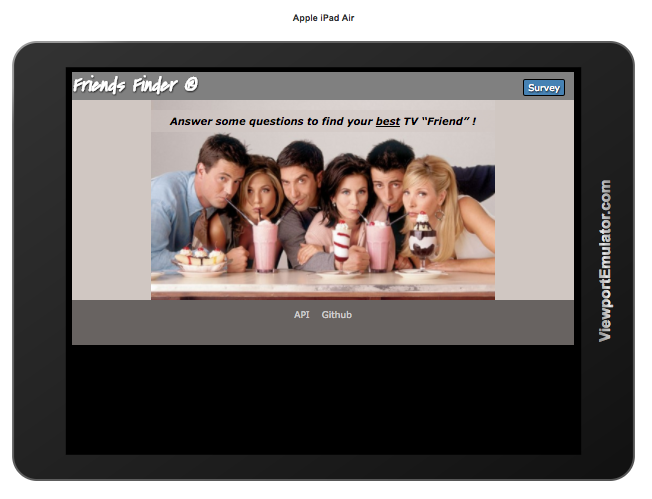 Apple iPad Air
Friends Finder @
Survey
Answer some questions to find your best TV “Friend” !
API Github
ViewportEmulator.com